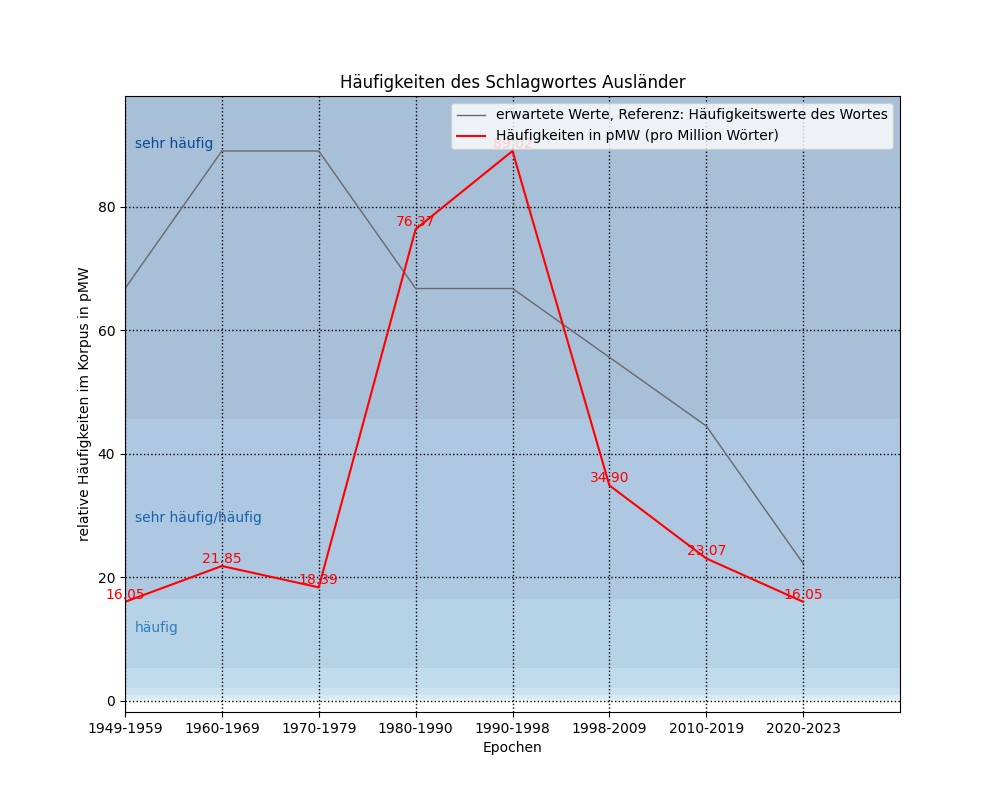 Häufigkeiten des Schlagwortes Ausländer
erwartete Werte, Referenz: Häufigkeitswerte des Wortes
Häufigkeiten in pMW (pro Million Wörter)
sehr häufig
89.02
76.37
80
60
relative Häufigkeiten im Korpus in pMW
40
34.90
sehr häufig/häufig
21.85
23.07
18.39
20
16.05
16.05
häufig
0
1949-1959 1960-1969 1970-1979 1980-1990 1990-1998 1998-2009 2010-2019 2020-2023
Epochen